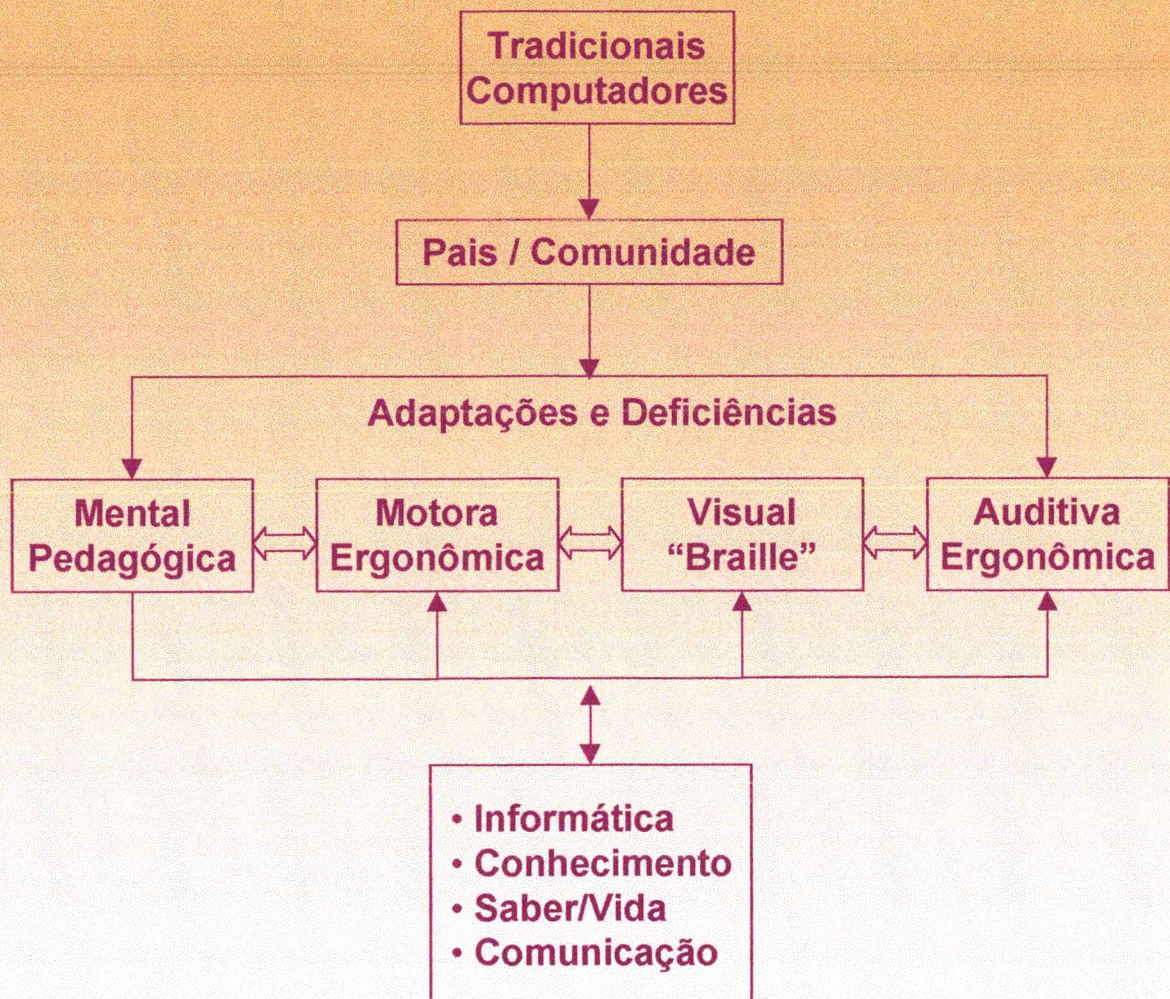 Tradicionais
Computadores
Pais / Comunidade
Adaptações e Deficiências
Mental
Pedagógica
Motora
Ergonômica
Visual
“Braille”
Auditiva
Ergonômica
• Informática
• Conhecimento
• Saber/Vida
• Comunicação